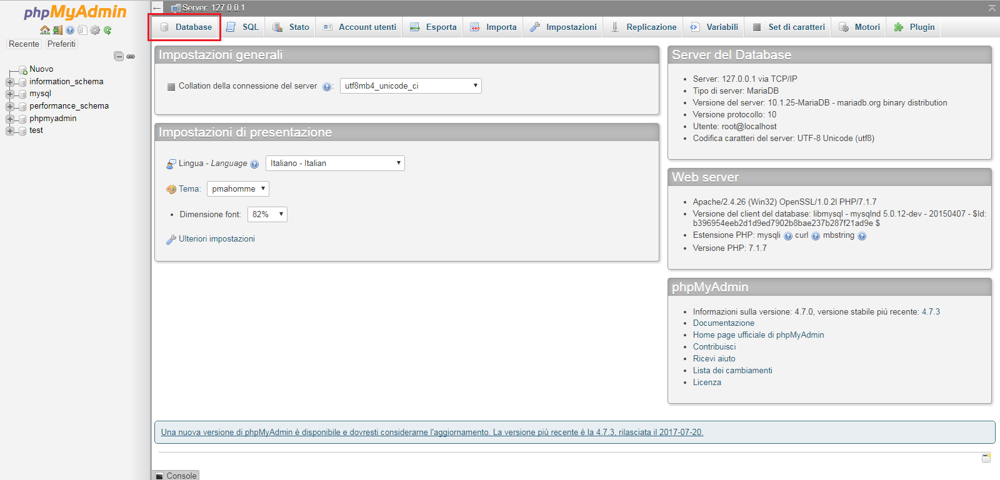 phpMyAdmin
Recente Preferiti
Nuovo
information_schema
mysql
performance_schema
phpmyadmin
test
Server: 127.0.0.1
Database SQL Stato Account utenti Esporta Importa Impostazioni Replicazione Variabili Set di caratteri Motori Plugin
Impostazioni generali
Collation della connessione del server : utf8mb4_unicode_ci
Impostazioni di presentazione
Lingua - Language Italiano - Italian
Tema: pmahomme
• Dimensione font: 82%
Ulteriori impostazioni
Server del Database
• Server: 127.0.0.1 via TCP/IP
• Tipo di server: MariaDB
• Versione del server: 10.1.25-MariaDB - mariadb.org binary distribution
• Versione protocollo: 10
• Utente: root@localhost
• Codifica caratteri del server: UTF-8 Unicode (utf8)
Web server
• Apache/2.4.26 (Win32) OpenSSL/1.0.2l PHP/7.1.7
• Versione del client del database: libmysql - mysqlnd 5.0.12-dev - 20150407 - $Id:
b396954eeb2d1d9ed7902b8bae237b287f21ad9e $
• Estensione PHP: mysqli curl mbstring
• Versione PHP: 7.1.7
phpMyAdmin
• Informazioni sulla versione: 4.7.0, versione stabile piú recente: 4.7.3
• Documentazione
• Home page ufficiale di phpMyAdmin
• Contribuisci
• Ricevi aiuto
• Lista dei cambiamenti
• Licenza
Una nuova versione di phpMyAdmin è disponibile e dovresti considerarne l'aggiornamento. La versione più recente è la 4.7.3, rilasciata il 2017-07-20.
Console